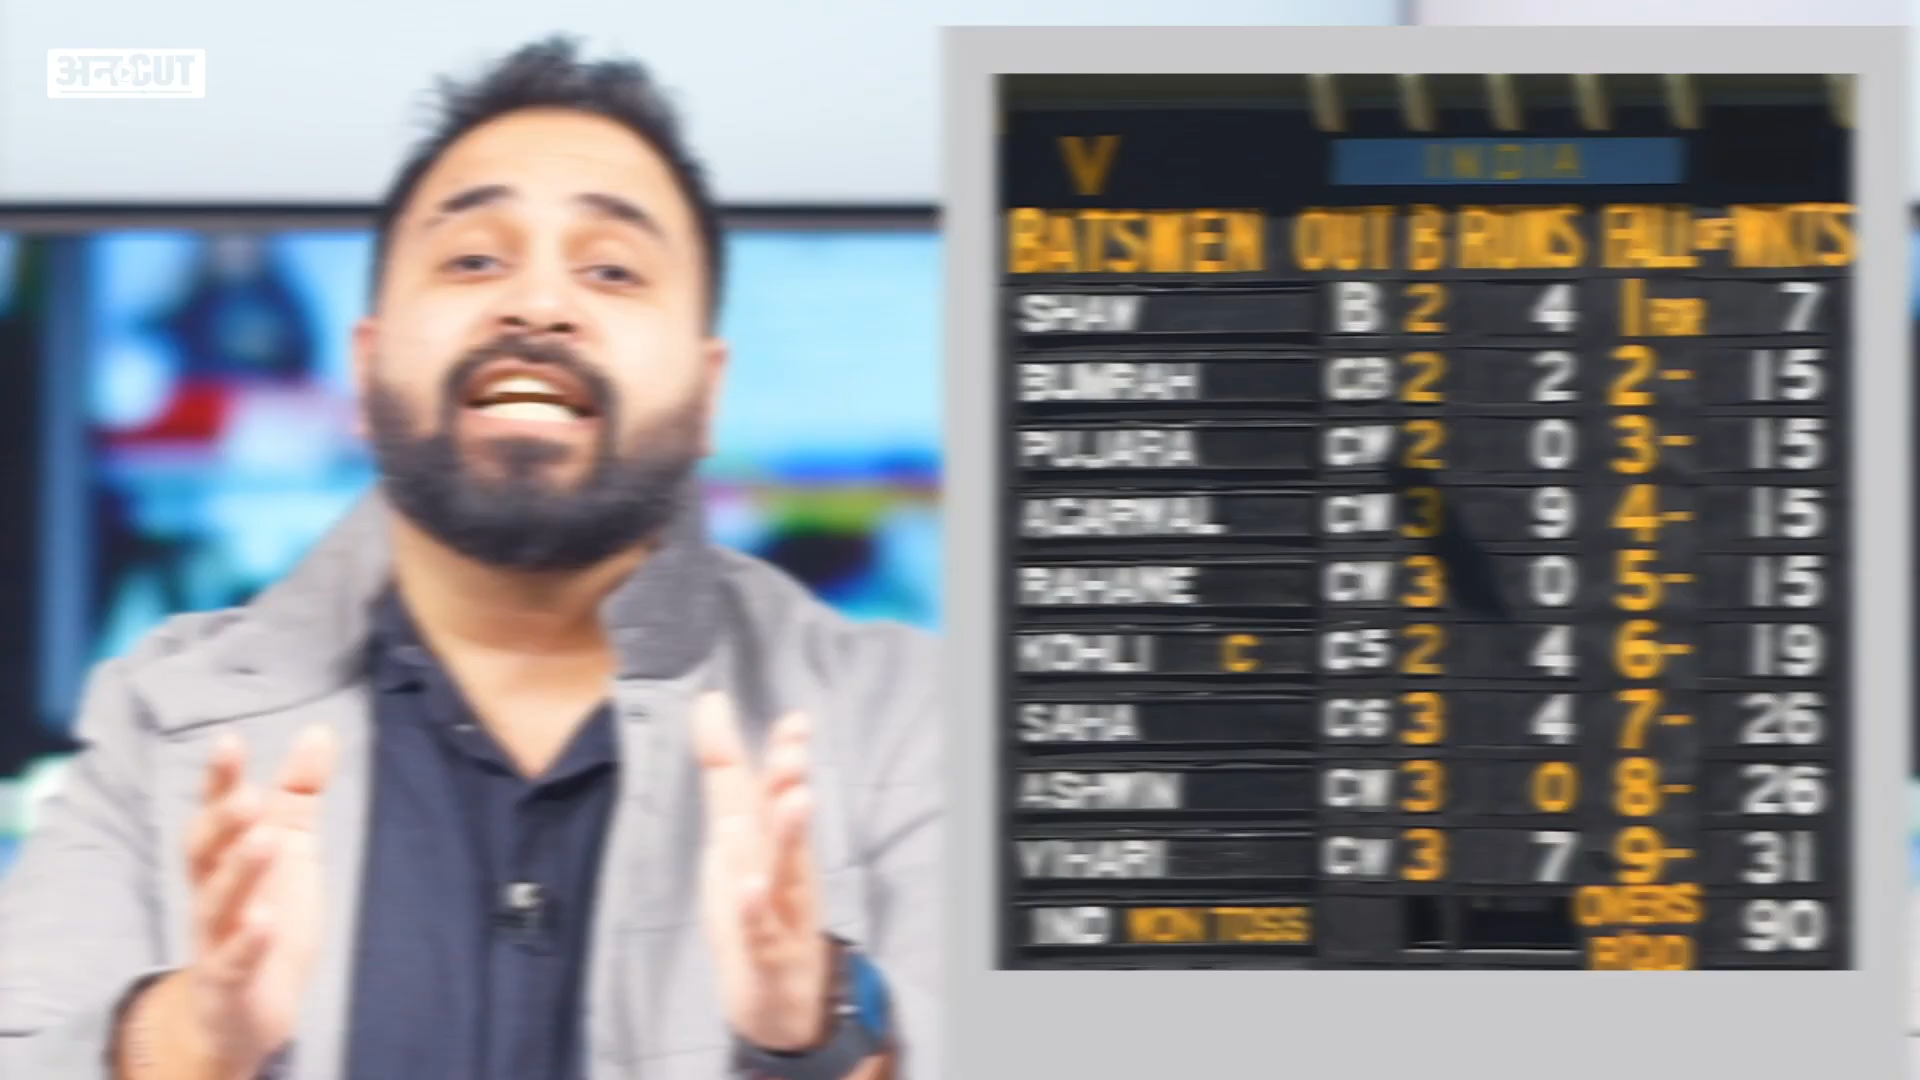 अनCUT
V INDIA
BATSMEN OUT B RUNS FALL OF WKTS
SHAW B 2 4 1 FOR 7
BUMRAH CB 2 2 2- 15
PUJARA CW 2 0 3- 15
AGARWAL CW 3 9 4- 15
RAHANE CW 3 0 5- 15
KOHLI C C5 2 4 6- 19
SAHA C6 3 4 7- 26
ASHWIN CW 3 0 8- 26
VIHARI CW 3 7 9- 31
IND WON TOSS OVERS 90
R'QD